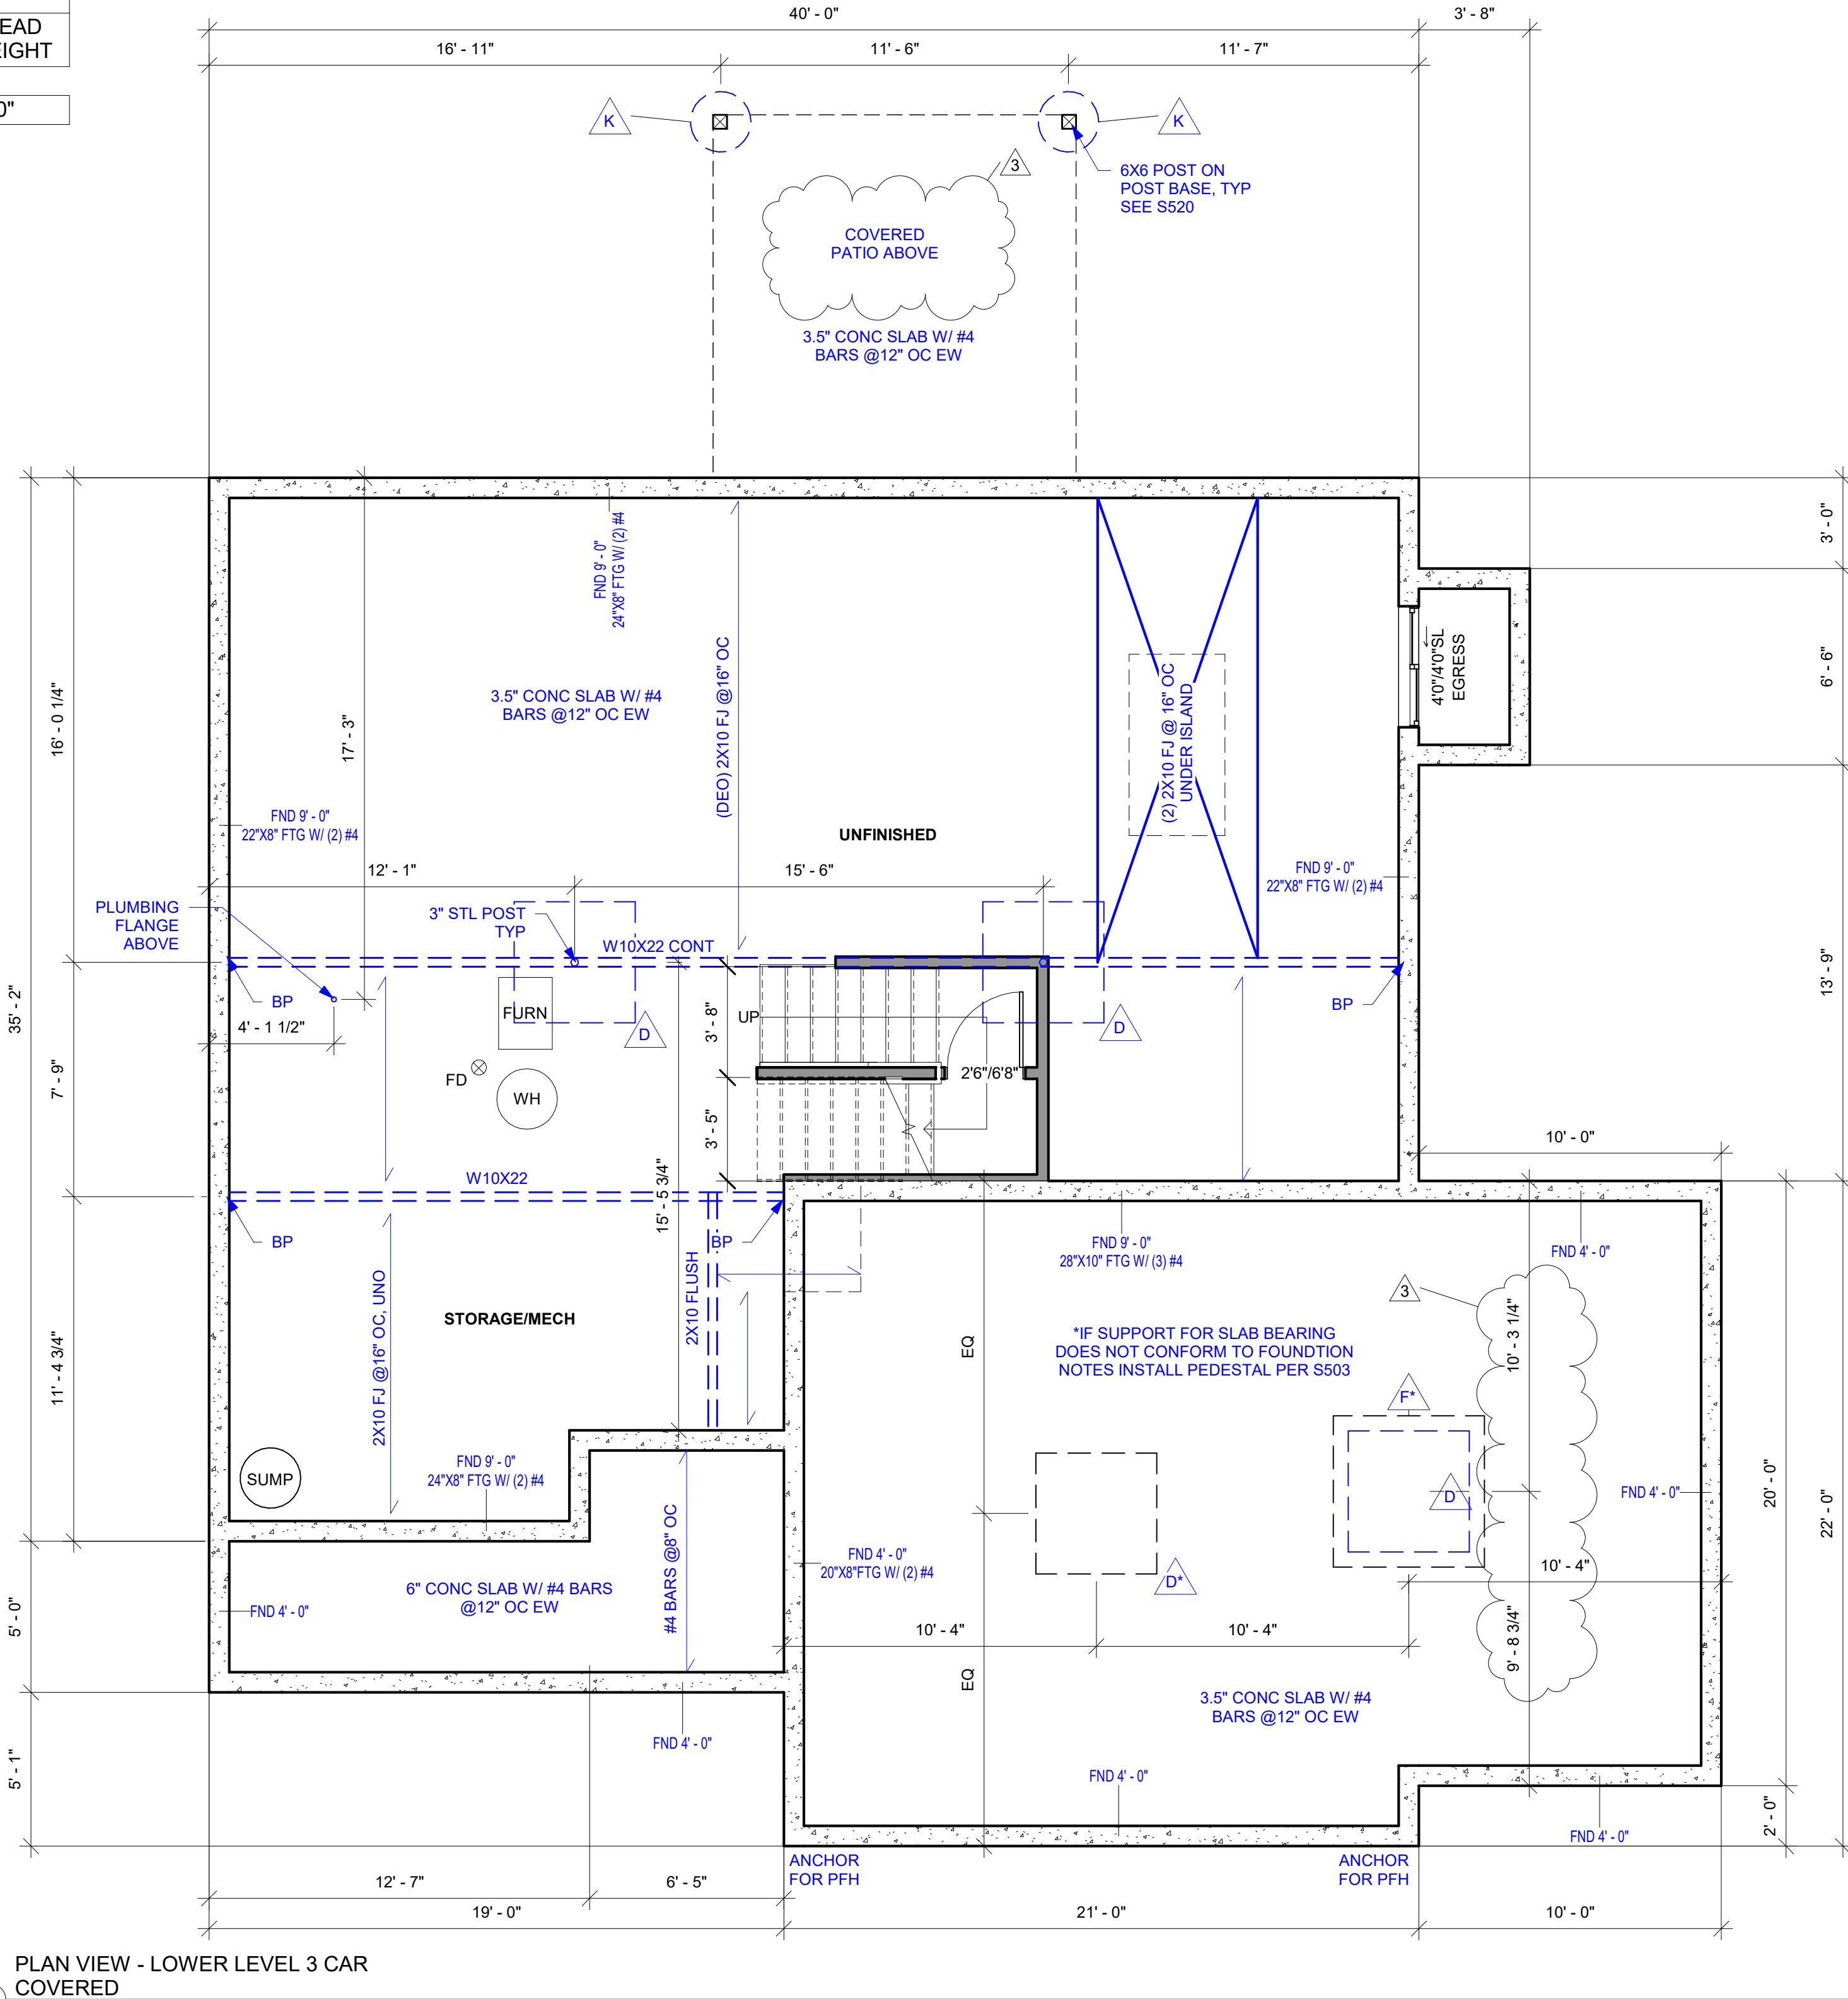 EAD
EIGHT
0"
40' - 0"
3' - 8"
16' - 11"
11' - 6"
11' - 7"
K
K
3
6X6 POST ON
POST BASE, TYP
SEE S520
COVERED
PATIO ABOVE
3.5" CONC SLAB W/ #4
BARS @12" OC EW
3' - 0"
6' - 6"
13' - 9"
35' - 2"
16' - 0 1/4"
7' - 9"
11' - 4 3/4"
5' - 0"
5' - 1"
17' - 3"
FND 9' - 0"
24"X8" FTG W/ (2) #4
3.5" CONC SLAB W/ #4
BARS @12" OC EW
(DEO) 2X10 FJ @16" OC
(2) 2X10 FJ @ 16" OC
UNDER ISLAND
4'0"/4'0"SL
EGRESS
FND 9' - 0"
22"X8" FTG W/ (2) #4
UNFINISHED
12' - 1"
15' - 6"
FND 9' - 0"
22"X8" FTG W/ (2) #4
PLUMBING
FLANGE
ABOVE
3" STL POST
TYP
W10X22 CONT
BP
BP
4' - 1 1/2"
FURN
D
D
UP
3' - 8"
FD
WH
2'6"/6'8"
3' - 5"
15' - 5 3/4"
W10X22
10' - 0"
BP
BP
2X10 FLUSH
2X10 FJ @16" OC, UNO
STORAGE/MECH
FND 9' - 0"
28"X10" FTG W/ (3) #4
FND 4' - 0"
EQ
3
10' - 3 1/4"
*IF SUPPORT FOR SLAB BEARING
DOES NOT CONFORM TO FOUNDTION
NOTES INSTALL PEDESTAL PER S503
F*
D
SUMP
FND 9' - 0"
24"X8" FTG W/ (2) #4
FND 4' - 0"
20' - 0"
22' - 0"
#4 BARS @8" OC
FND 4' - 0"
20"X8"FTG W/ (2) #4
D*
10' - 4"
6" CONC SLAB W/ #4 BARS
@12" OC EW
FND 4' - 0"
10' - 4"
10' - 4"
9' - 8 3/4"
EQ
3.5" CONC SLAB W/ #4
BARS @12" OC EW
FND 4' - 0"
FND 4' - 0"
2' - 0"
FND 4' - 0"
ANCHOR
FOR PFH
ANCHOR
FOR PFH
12' - 7"
6' - 5"
19' - 0"
21' - 0"
10' - 0"
PLAN VIEW - LOWER LEVEL 3 CAR
COVERED